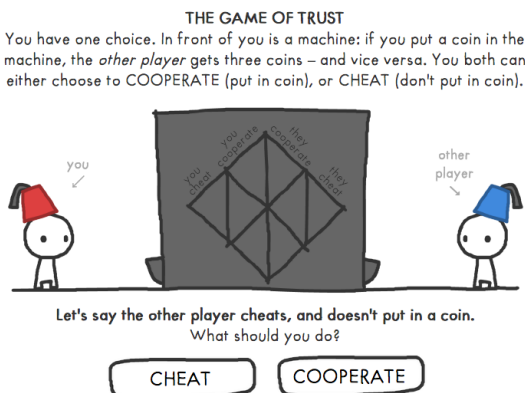 THE GAME OF TRUST
You have one choice. In front of you is a machine: if you put a coin in the
machine, the other player gets three coins – and vice versa. You both can
either choose to COOPERATE (put in coin), or CHEAT (don't put in coin).
you
you cheat
you cooperate
they cooperate
they cheat
other
player
Let's say the other player cheats, and doesn't put in a coin.
What should you do?
CHEAT
COOPERATE